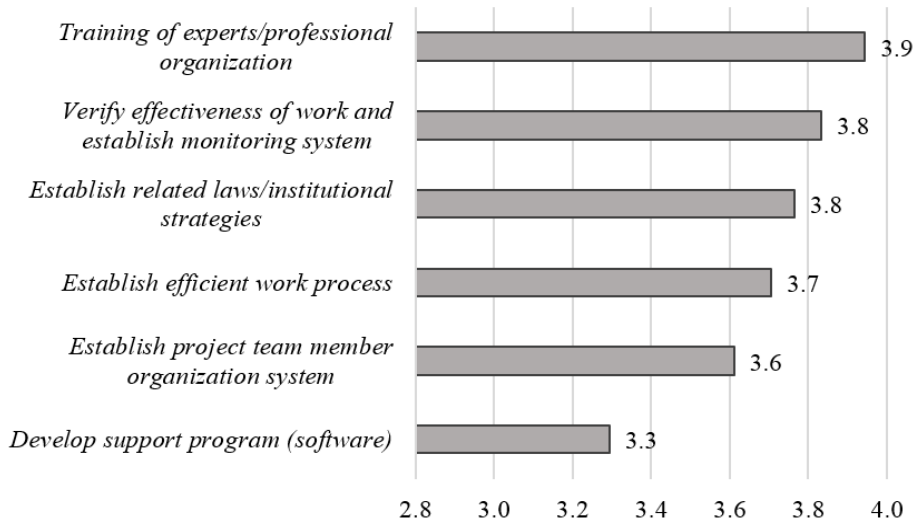 Training of experts/professional
organization
3.9
Verify effectiveness of work and
establish monitoring system
3.8
Establish related laws/institutional
strategies
3.8
Establish efficient work process
3.7
Establish project team member
organization system
3.6
Develop support program (software)
3.3
2.8 3.0 3.2 3.4 3.6 3.8 4.0